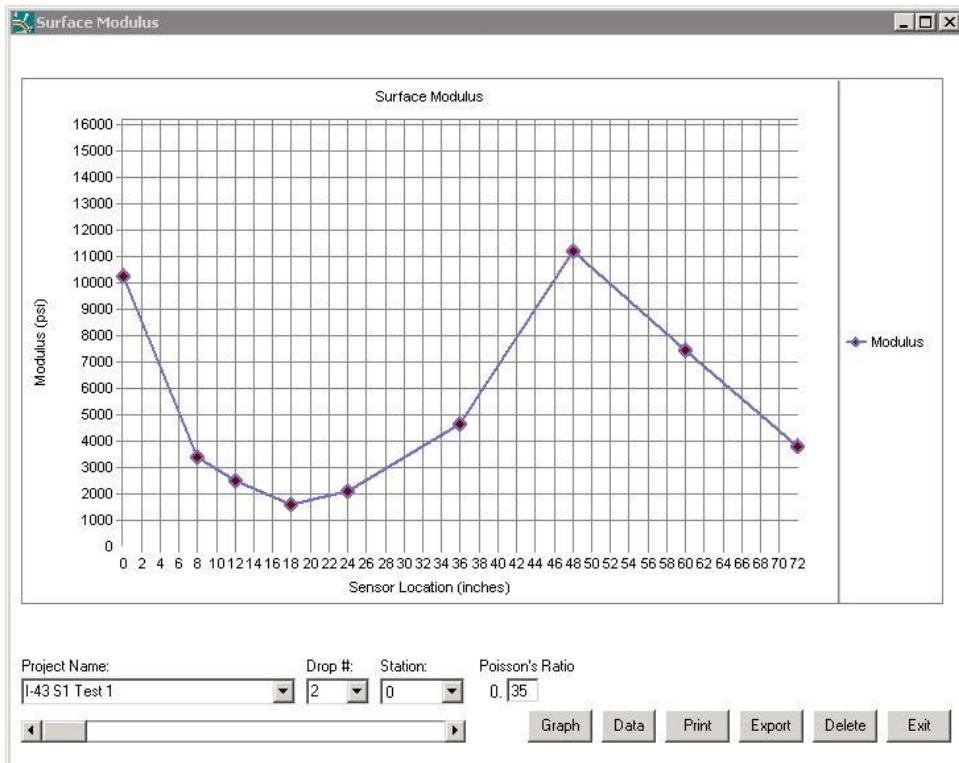 Surface Modulus
Surface Modulus
16000
15000
14000
13000
12000
11000
10000
9000
8000
7000
6000
5000
4000
3000
2000
1000
0
Modulus (psi)
0 2 4 6 8 10 12 14 16 18 20 22 24 26 28 30 32 34 36 38 40 42 44 46 48 50 52 54 56 58 60 62 64 66 68 70 72
Sensor Location (inches)
Modulus
Project Name: Drop #: Station: Poisson's Ratio
I-43 S1 Test 1 2 0 0. 35
Graph Data Print Export Delete Exit